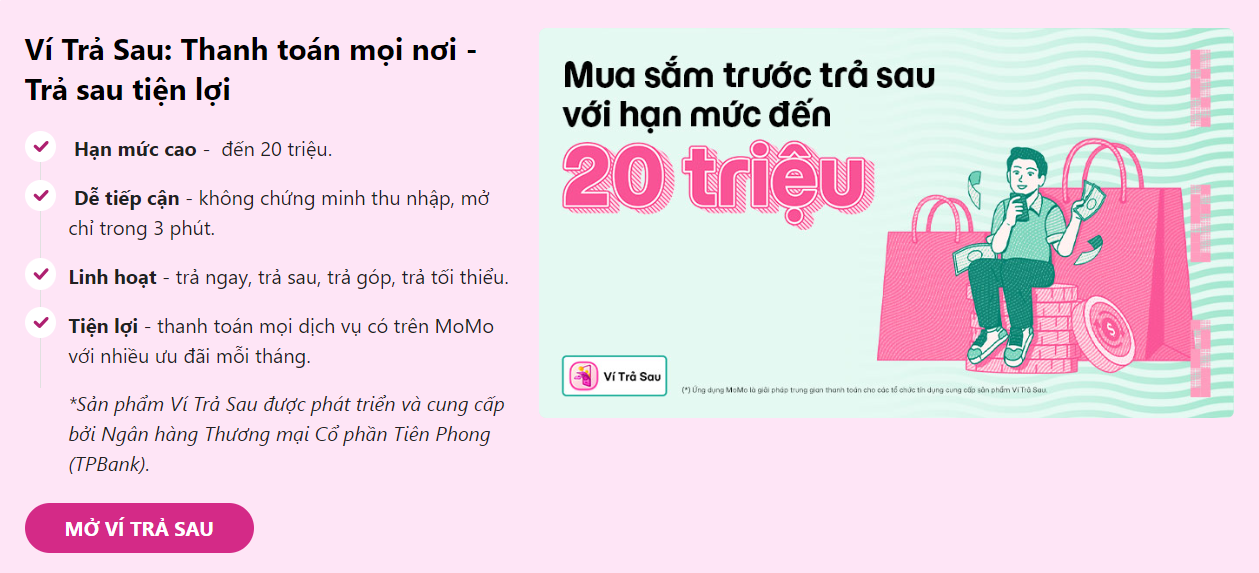 Ví Trả Sau: Thanh toán mọi nơi -
Trả sau tiện lợi
Hạn mức cao - đến 20 triệu.
Dễ tiếp cận - không chứng minh thu nhập, mở
chỉ trong 3 phút.
Linh hoạt - trả ngay, trả sau, trả góp, trả tối thiểu.
Tiện lợi - thanh toán mọi dịch vụ có trên MoMo
với nhiều ưu đãi mỗi tháng.
*Sản phẩm Ví Trả Sau được phát triển và cung cấp
bởi Ngân hàng Thương mại Cổ phần Tiên Phong
(TPBank).
MỞ VÍ TRẢ SAU
Mua sắm trước trả sau
với hạn mức đến
20 triệu
Ví Trả Sau
(*) Ứng dụng MoMo là giải pháp trung gian thanh toán cho các tổ chức tín dụng cung cấp sản phẩm Ví Trả Sau.